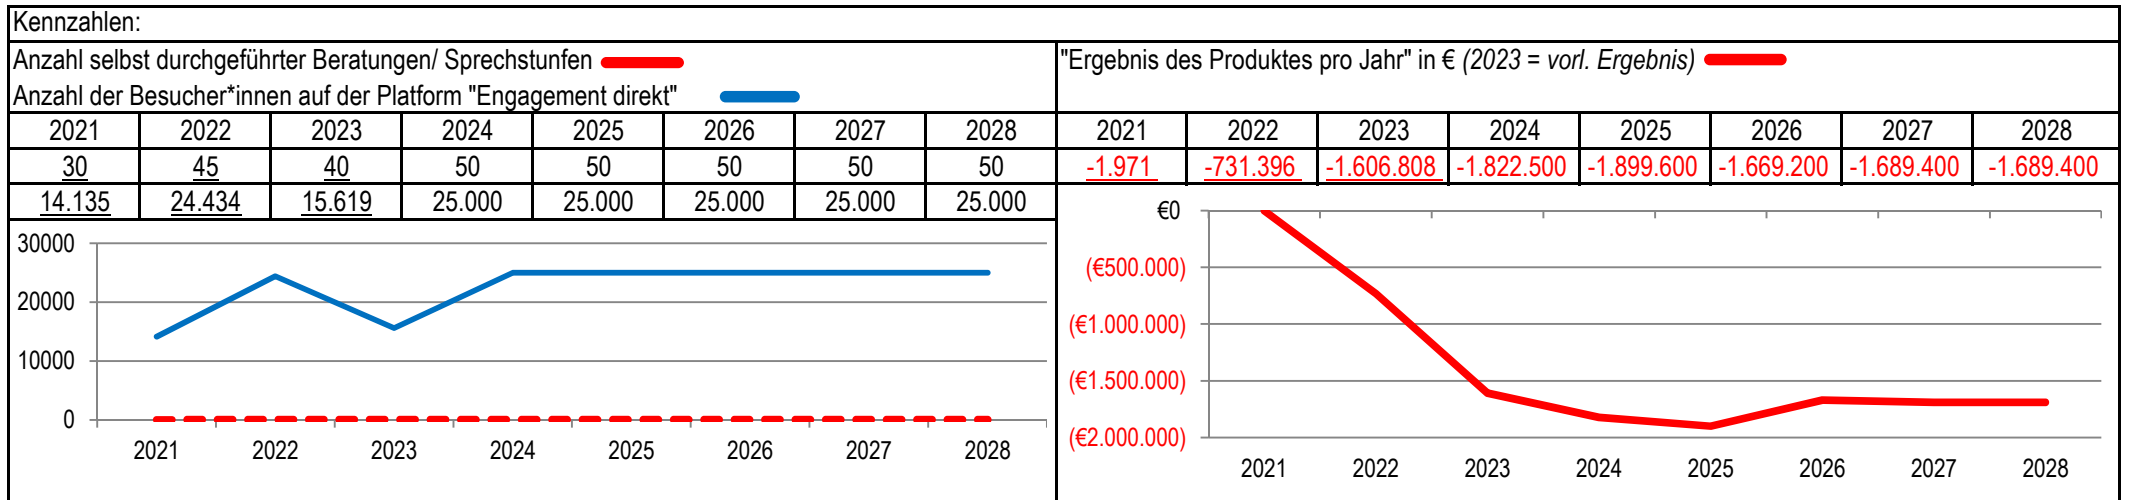 Kennzahlen:
Anzahl selbst durchgeführter Beratungen/ Sprechstunfen
Anzahl der Besucher*innen auf der Platform "Engagement direkt"
"Ergebnis des Produktes pro Jahr" in € (2023 = vorl. Ergebnis)
2021 2022 2023 2024 2025 2026 2027 2028
30 45 40 50 50 50 50 50
14.135 24.434 15.619 25.000 25.000 25.000 25.000 25.000
2021 2022 2023 2024 2025 2026 2027 2028
-1.971 -731.396 -1.606.808 -1.822.500 -1.899.600 -1.669.200 -1.689.400 -1.689.400
30000
20000
10000
0
2021 2022 2023 2024 2025 2026 2027 2028
€0
(€500.000)
(€1.000.000)
(€1.500.000)
(€2.000.000)
2021 2022 2023 2024 2025 2026 2027 2028